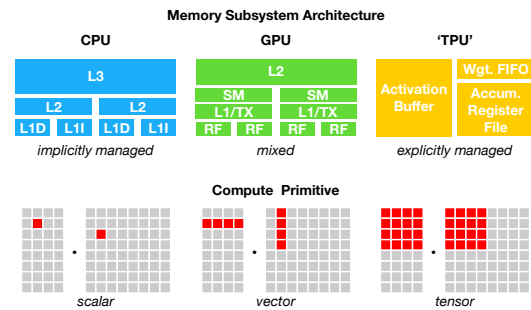 Memory Subsystem Architecture
CPU GPU 'TPU'
L3
L2 L2
L1D L1I L1D L1I
implicitly managed
L2
SM SM
L1/TX L1/TX
RF RF RF RF
mixed
Activation Buffer
Wgt. FIFO
Accum. Register File
explicitly managed
Compute Primitive
scalar vector tensor